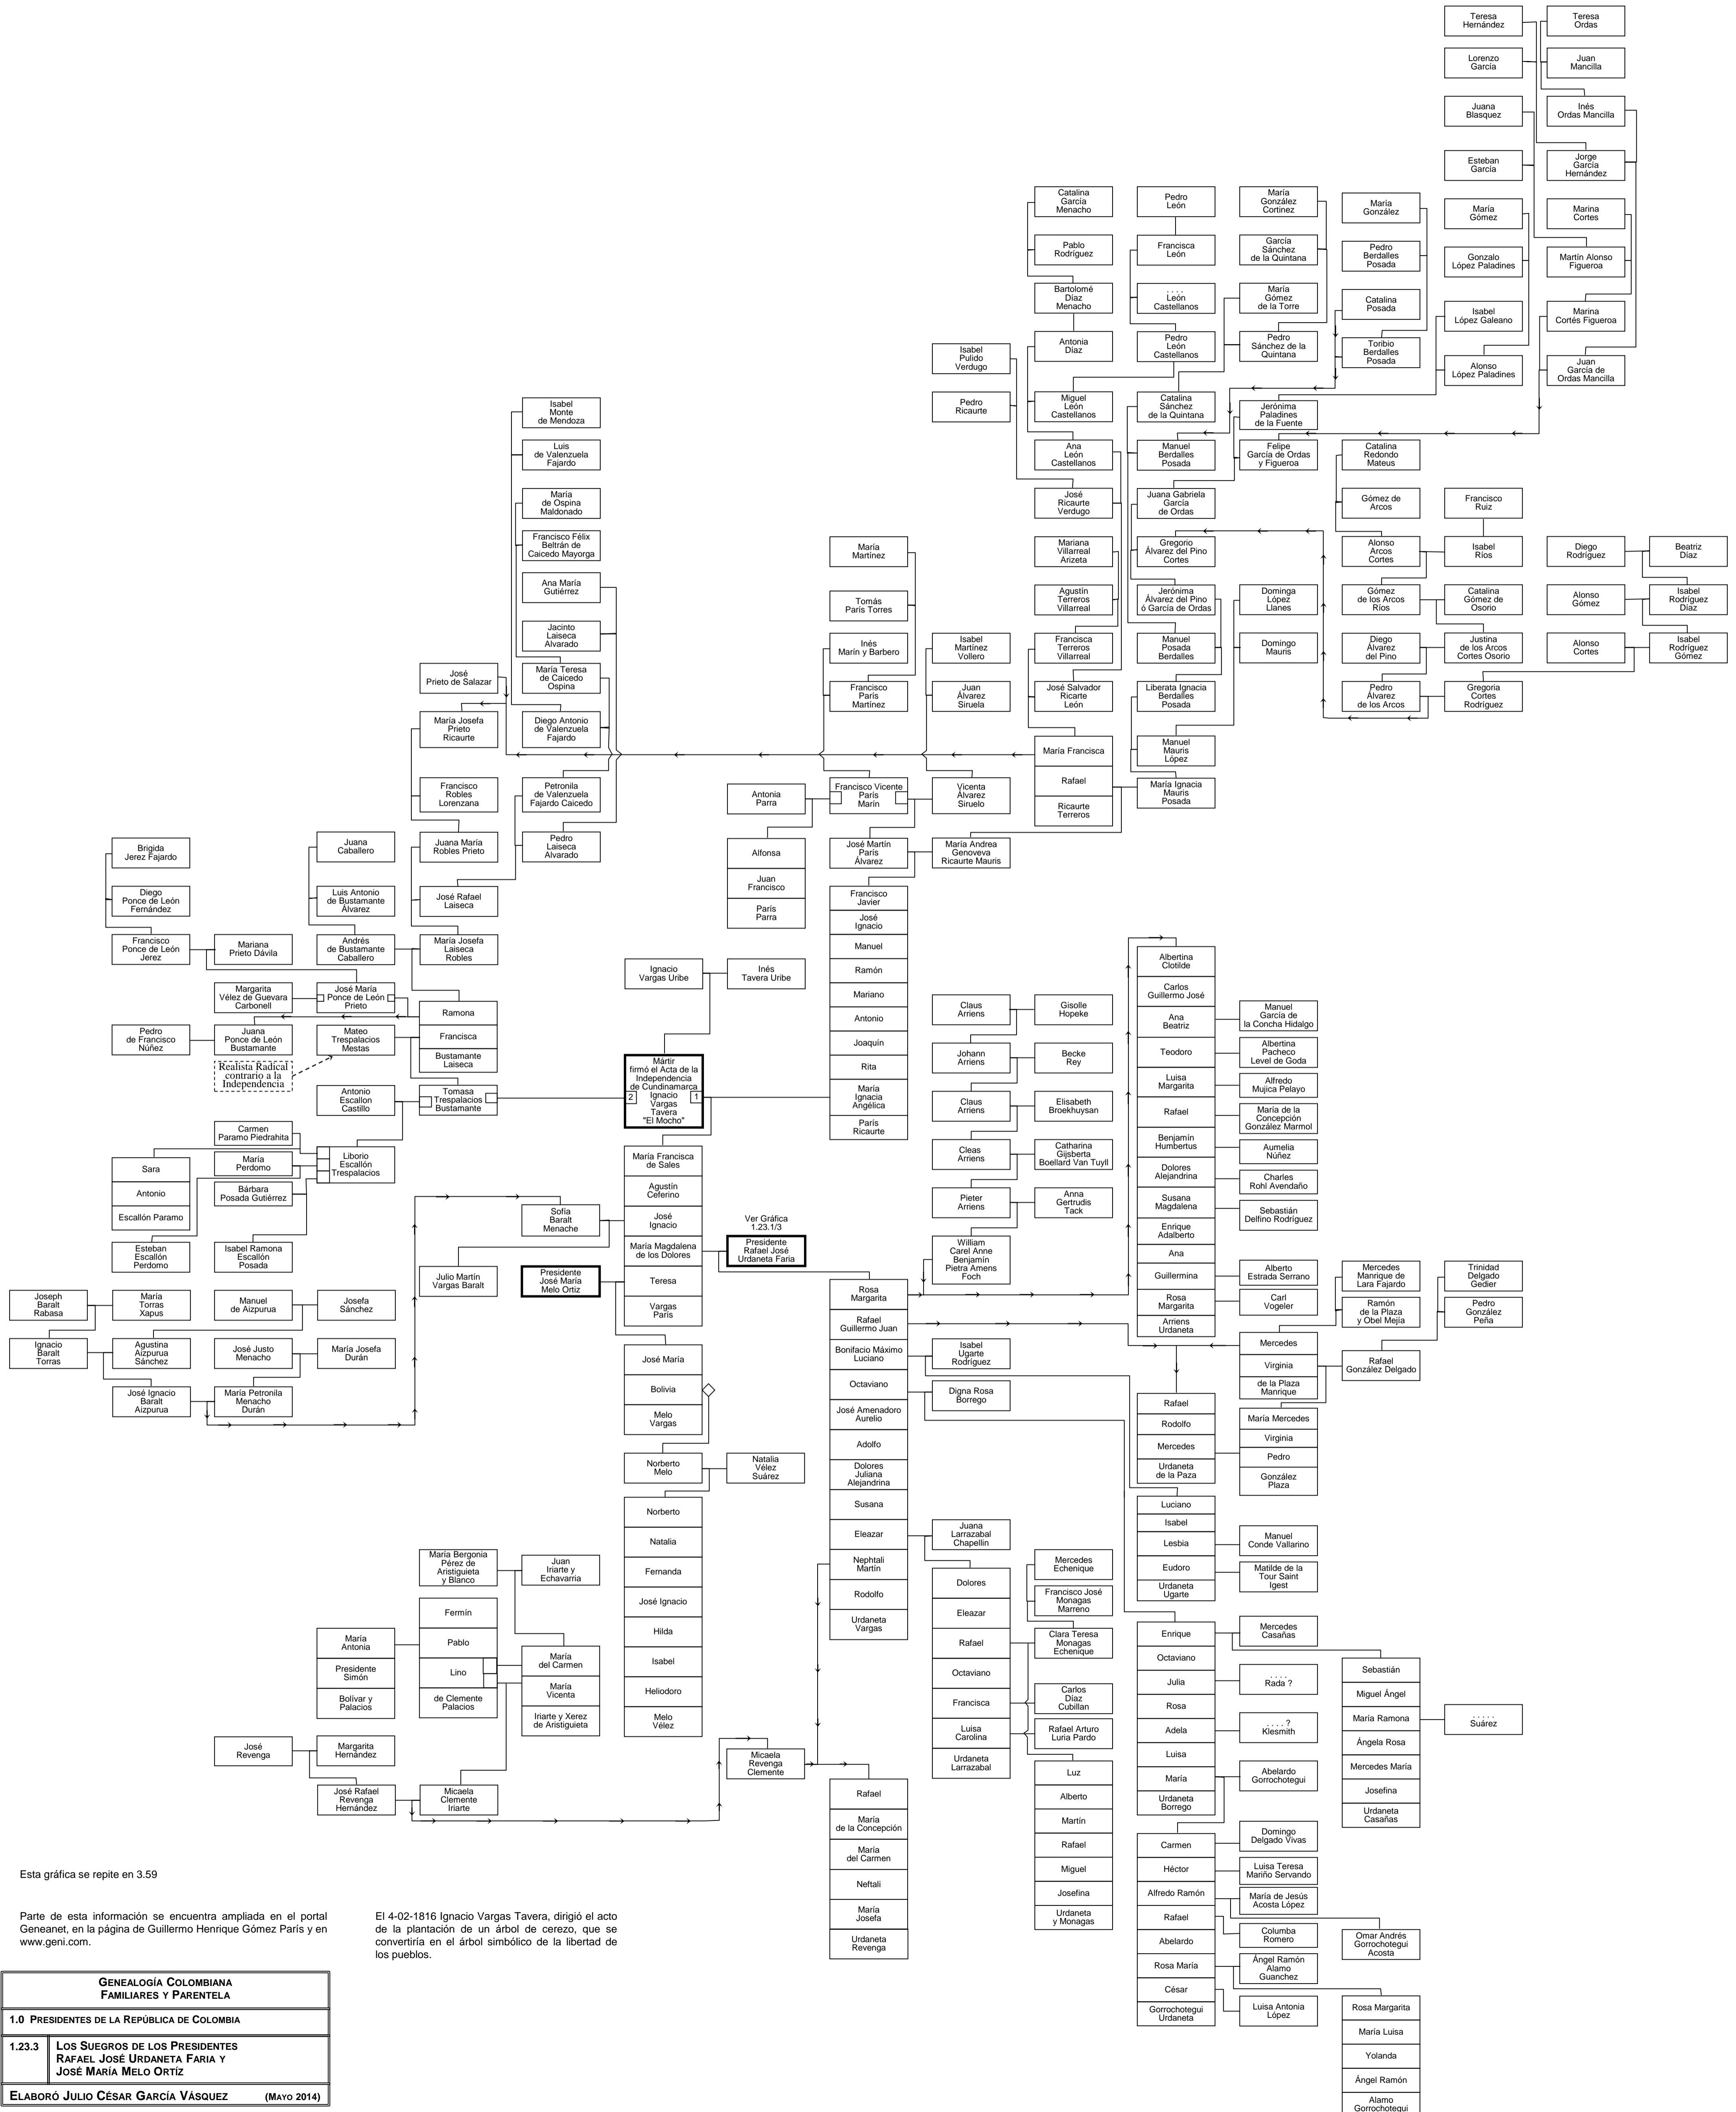 Teresa
Hernández
Teresa
Ordas
Lorenzo
García
Juan
Mancilla
Juana
Blasquez
Inés
Ordas Mancilla
Esteban
García
Jorge
García
Hernández
Catalina
García
Menacho
Pedro
León
María
González
Cortinez
María
González
María
Gómez
Marina
Cortes
Pablo
Rodríguez
Francisca
León
García
Sánchez
de la Quintana
Pedro
Berdalles
Posada
Gonzalo
López Paladines
Martín Alonso
Figueroa
Bartolomé
Díaz
Menacho
. . . .
León
Castellanos
María
Gómez
de la Torre
Catalina
Posada
Isabel
López Galeano
Marina
Cortés Figueroa
Isabel
Pulido
Verdugo
Antonia
Díaz
Pedro
León
Castellanos
Pedro
Sánchez de la
Quintana
Toribio
Berdalles
Posada
Alonso
López Paladines
Juan
García de
Ordas Mancilla
Pedro
Ricaurte
Miguel
León
Castellanos
Catalina
Sánchez
de la Quintana
Jerónima
Paladines
de la Fuente
Isabel
Monte
de Mendoza
Luis
de Valenzuela
Fajardo
Ana
León
Castellanos
Manuel
Berdalles
Posada
Felipe
García de Ordas
y Figueroa
Catalina
Redondo
Mateus
María
de Ospina
Maldonado
José
Ricaurte
Verdugo
Juana Gabriela
García
de Ordas
Gómez de
Arcos
Francisco
Ruiz
Francisco Félix
Beltrán de
Caicedo Mayorga
María
Martínez
Mariana
Villarreal
Arizeta
Gregorio
Álvarez del Pino
Cortes
Alonso
Arcos
Cortes
Isabel
Ríos
Diego
Rodríguez
Beatriz
Díaz
Ana María
Gutiérrez
Tomás
París Torres
Agustín
Terreros
Villarreal
Jerónima
Álvarez del Pino
ó García de Ordas
Dominga
López
Llanes
Gómez
de los Arcos
Ríos
Catalina
Gómez de
Osorio
Alonso
Gómez
Isabel
Rodríguez
Díaz
Jacinto
Laiseca
Alvarado
Inés
Marín y Barbero
Isabel
Martínez
Vollero
Francisca
Terreros
Villarreal
Manuel
Posada
Berdalles
Domingo
Mauris
Diego
Álvarez
del Pino
Justina
de los Arcos
Cortes Osorio
Alonso
Cortes
Isabel
Rodríguez
Gómez
José
Prieto de Salazar
María Teresa
de Caicedo
Ospina
Francisco
París
Martínez
Juan
Álvarez
Siruela
José Salvador
Ricarte
León
Liberata Ignacia
Berdalles
Posada
Pedro
Álvarez
de los Arcos
Gregoria
Cortes
Rodríguez
María Josefa
Prieto
Ricaurte
Diego Antonio
de Valenzuela
Fajardo
María Francisca
Rafael
Ricaurte
Terreros
Manuel
Mauris
López
Francisco
Robles
Lorenzana
Petronila
de Valenzuela
Fajardo Caicedo
Antonia
Parra
Francisco Vicente
París
Marín
Vicenta
Álvarez
Siruelo
María Ignacia
Mauris
Posada
Brigida
Jerez Fajardo
Juana
Caballero
Juana María
Robles Prieto
Pedro
Laiseca
Alvarado
Alfonsa
Juan
Francisco
París
Parra
José Martín
París
Álvarez
María Andrea
Genoveva
Ricaurte Mauris
Diego
Ponce de León
Fernández
Luis Antonio
de Bustamante
Álvarez
José Rafael
Laiseca
Francisco
Javier
José
Ignacio
Manuel
Ramón
Mariano
Antonio
Joaquín
Rita
María
Ignacia
Angélica
París
Ricaurte
Francisco
Ponce de León
Jerez
Mariana
Prieto Dávila
Andrés
de Bustamante
Caballero
María Josefa
Laiseca
Robles
Ignacio
Vargas Uribe
Inés
Tavera Uribe
Margarita
Vélez de Guevara
Carbonell
José María
Ponce de León
Prieto
Ramona
Francisca
Bustamante
Laiseca
Pedro
de Francisco
Núñez
Juana
Ponce de León
Bustamante
Mateo
Trespalacios
Mestas
Realista Radical
contrario a la
Independencia
Antonio
Escallon
Castillo
Tomasa
Trespalacios
Bustamante
Mártir
firmó el Acta de la
Independencia
de Cundinamarca
Ignacio
Vargas
Tavera
"El Mocho"
2
1
Carmen
Paramo Piedrahita
María
Perdomo
Bárbara
Posada Gutiérrez
Liborio
Escallón
Trespalacios
Sara
Antonio
Escallón Paramo
Esteban
Escallón
Perdomo
Isabel Ramona
Escallón
Posada
Claus
Arriens
Gisolle
Hopeke
Johann
Arriens
Becke
Rey
Claus
Arriens
Elisabeth
Broekhuysan
Cleas
Arriens
Catharina
Gijsberta
Boellard Van Tuyll
Pieter
Arriens
Anna
Gertrudis
Tack
William
Carel Anne
Benjamín
Pietra Amens
Foch
Albertina
Clotilde
Carlos
Guillermo José
Ana
Beatriz
Teodoro
Luisa
Margarita
Rafael
Benjamín
Humbertus
Dolores
Alejandrina
Susana
Magdalena
Enrique
Adalberto
Ana
Guillermina
Rosa
Margarita
Arriens
Urdaneta
Manuel
García de
la Concha Hidalgo
Albertina
Pacheco
Level de Goda
Alfredo
Mujica Pelayo
María de la
Concepción
González Marmol
Aumelia
Núñez
Charles
Rohl Avendaño
Sebastián
Delfino Rodríguez
Alberto
Estrada Serrano
Carl
Vogeler
María Francisca
de Sales
Agustín
Ceferino
José
Ignacio
María Magdalena
de los Dolores
Teresa
Vargas
París
Sofía
Baralt
Menache
Julio Martín
Vargas Baralt
Ver Gráfica
1.23.1/3
Presidente
Rafael José
Urdaneta Faria
Presidente
José María
Melo Ortiz
Joseph
Baralt
Rabasa
María
Torras
Xapus
Manuel
de Aizpurua
Josefa
Sánchez
Ignacio
Baralt
Torras
Agustina
Aizpurua
Sánchez
José Justo
Menacho
María Josefa
Durán
José Ignacio
Baralt
Aizpurua
María Petronila
Menacho
Durán
José María
Bolivia
Melo
Vargas
Norberto
Melo
Natalia
Vélez
Suárez
Norberto
Natalia
Fernanda
José Ignacio
Hilda
Isabel
Heliodoro
Melo
Vélez
Rosa
Margarita
Rafael
Guillermo Juan
Bonifacio Máximo
Luciano
Octaviano
José Amenadoro
Aurelio
Adolfo
Dolores
Juliana
Alejandrina
Susana
Eleazar
Nephtali
Martín
Rodolfo
Urdaneta
Vargas
Isabel
Ugarte
Rodríguez
Digna Rosa
Borrego
Mercedes
Manrique de
Lara Fajardo
Ramón
de la Plaza
y Obel Mejía
Trinidad
Delgado
Gedier
Pedro
González
Peña
Mercedes
Virginia
de la Plaza
Manrique
Rafael
González Delgado
Rafael
Rodolfo
Mercedes
Urdaneta
de la Paza
María Mercedes
Virginia
Pedro
González
Plaza
Luciano
Isabel
Lesbia
Eudoro
Urdaneta
Ugarte
Manuel
Conde Vallarino
Matilde de la
Tour Saint
Igest
Juana
Larrazabal
Chapellin
Dolores
Eleazar
Rafael
Octaviano
Francisca
Luisa
Carolina
Urdaneta
Larrazabal
Mercedes
Echenique
Francisco José
Monagas
Marreno
Clara Teresa
Monagas
Echenique
Carlos
Díaz
Cubillan
Rafael Arturo
Luria Pardo
Luz
Alberto
Martín
Rafael
Miguel
Josefina
Urdaneta
y Monagas
Enrique
Octaviano
Julia
Rosa
Adela
Luisa
María
Urdaneta
Borrego
Mercedes
Casañas
. . . .
Rada ?
. . . . ?
Klesmith
Abelardo
Gorrochotegui
Sebastián
Miguel Ángel
María Ramona
Ángela Rosa
Mercedes María
Josefina
Urdaneta
Casañas
. . . . .
Suárez
María Bergonia
Pérez de
Aristiguieta
y Blanco
Juan
Iriarte y
Echavarria
Fermín
Pablo
Lino
de Clemente
Palacios
María
Antonia
Presidente
Simón
Bolívar y
Palacios
María
del Carmen
María
Vicenta
Iriarte y Xerez
de Aristiguieta
José
Revenga
Margarita
Hernández
José Rafael
Revenga
Hernández
Micaela
Clemente
Iriarte
Micaela
Revenga
Clemente
Rafael
María
de la Concepción
María
del Carmen
Neftali
María
Josefa
Urdaneta
Revenga
Carmen
Héctor
Alfredo Ramón
Rafael
Abelardo
Rosa María
César
Gorrochotegui
Urdaneta
Domingo
Delgado Vivas
Luisa Teresa
Mariño Servando
María de Jesús
Acosta López
Columba
Romero
Ángel Ramón
Alamo
Guanchez
Luisa Antonia
López
Omar Andrés
Gorrochotegui
Acosta
Rosa Margarita
María Luisa
Yolanda
Ángel Ramón
Alamo
Gorrochotegui
Esta gráfica se repite en 3.59
Parte de esta información se encuentra ampliada en el portal
Geneanet, en la página de Guillermo Henrique Gómez París y en
www.geni.com.
El 4-02-1816 Ignacio Vargas Tavera, dirigió el acto
de la plantación de un árbol de cerezo, que se
convertiría en el árbol simbólico de la libertad de
los pueblos.
GENEALOGÍA COLOMBIANA
FAMILIARES Y PARENTELA
1.0 PRESIDENTES DE LA REPÚBLICA DE COLOMBIA
1.23.3 LOS SUEGROS DE LOS PRESIDENTES
RAFAEL JOSÉ URDANETA FARIA Y
JOSÉ MARÍA MELO ORTÍZ
ELABORÓ JULIO CÉSAR GARCÍA VÁSQUEZ (MAYO 2014)